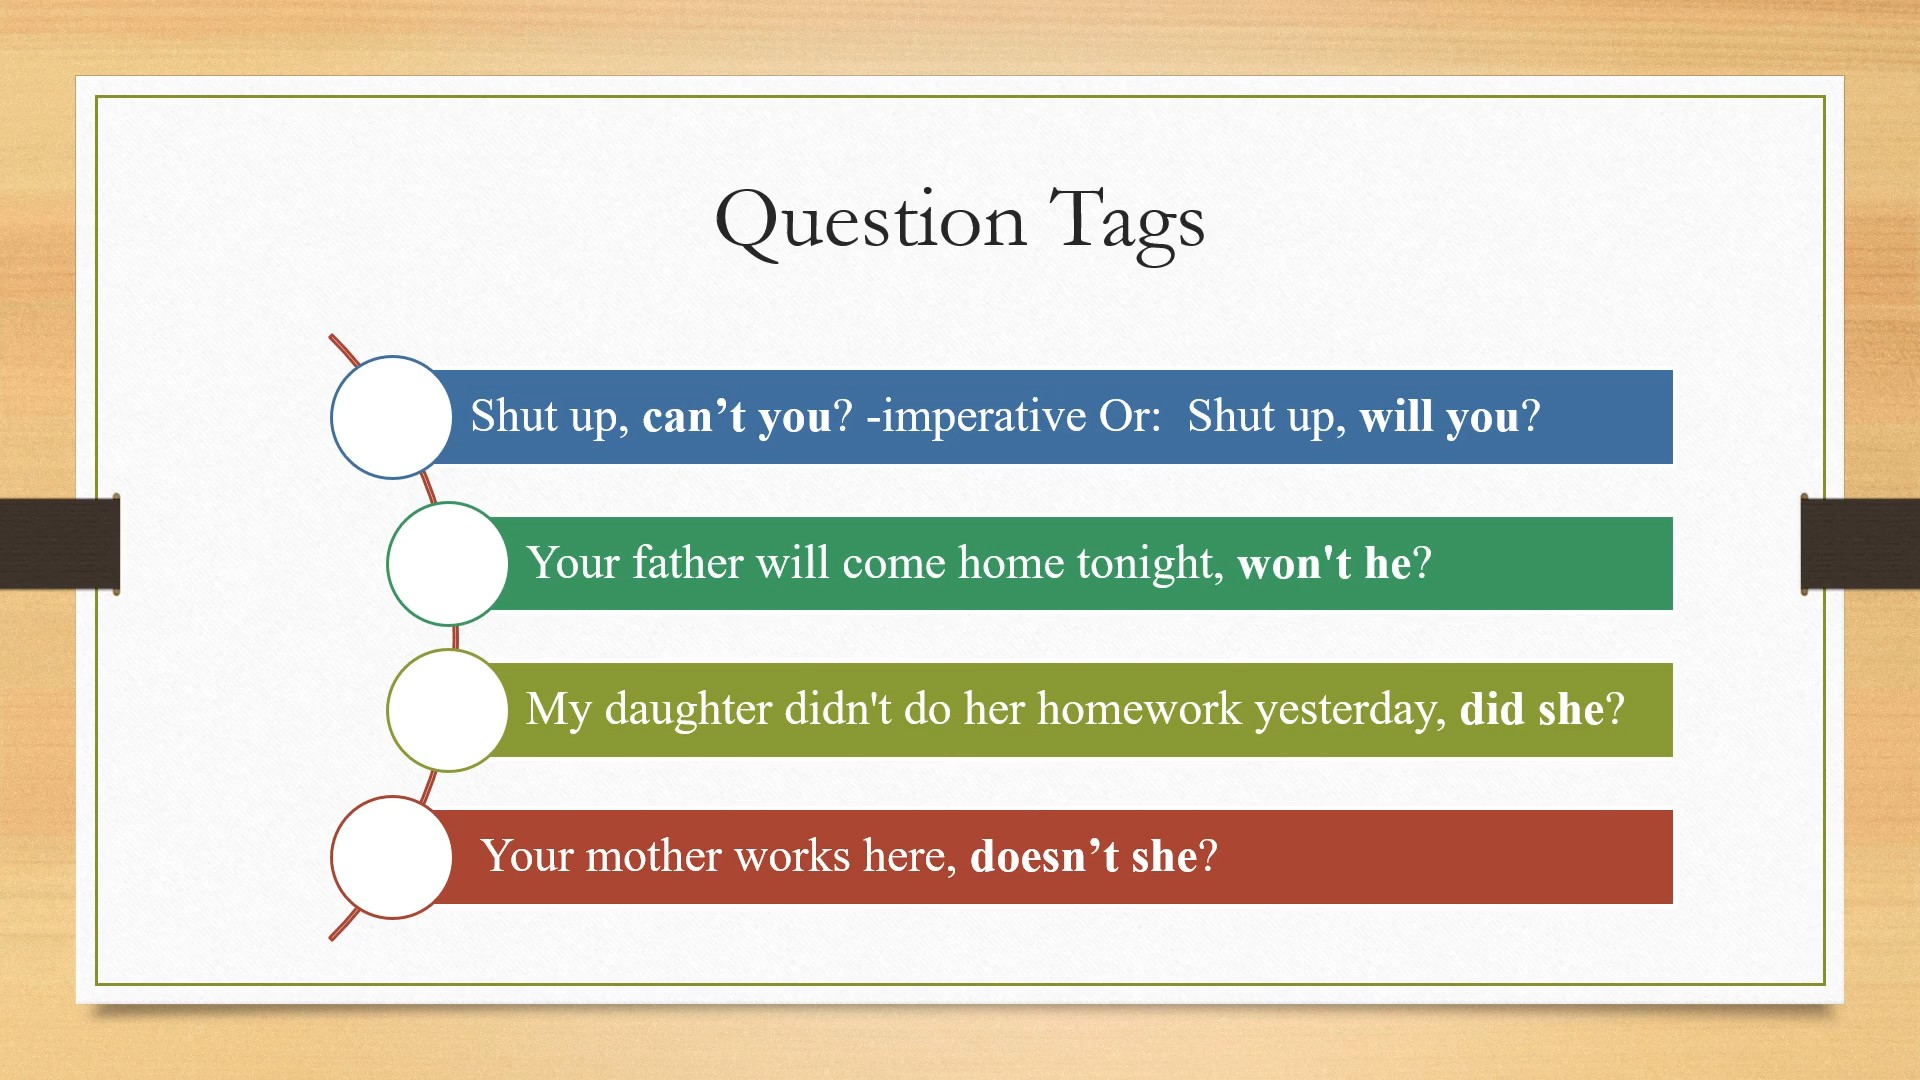 Question Tags
Shut up, can’t you? -imperative Or:  Shut up, will you?
Your father will come home tonight, won't he?
My daughter didn't do her homework yesterday, did she?
Your mother works here, doesn’t she?